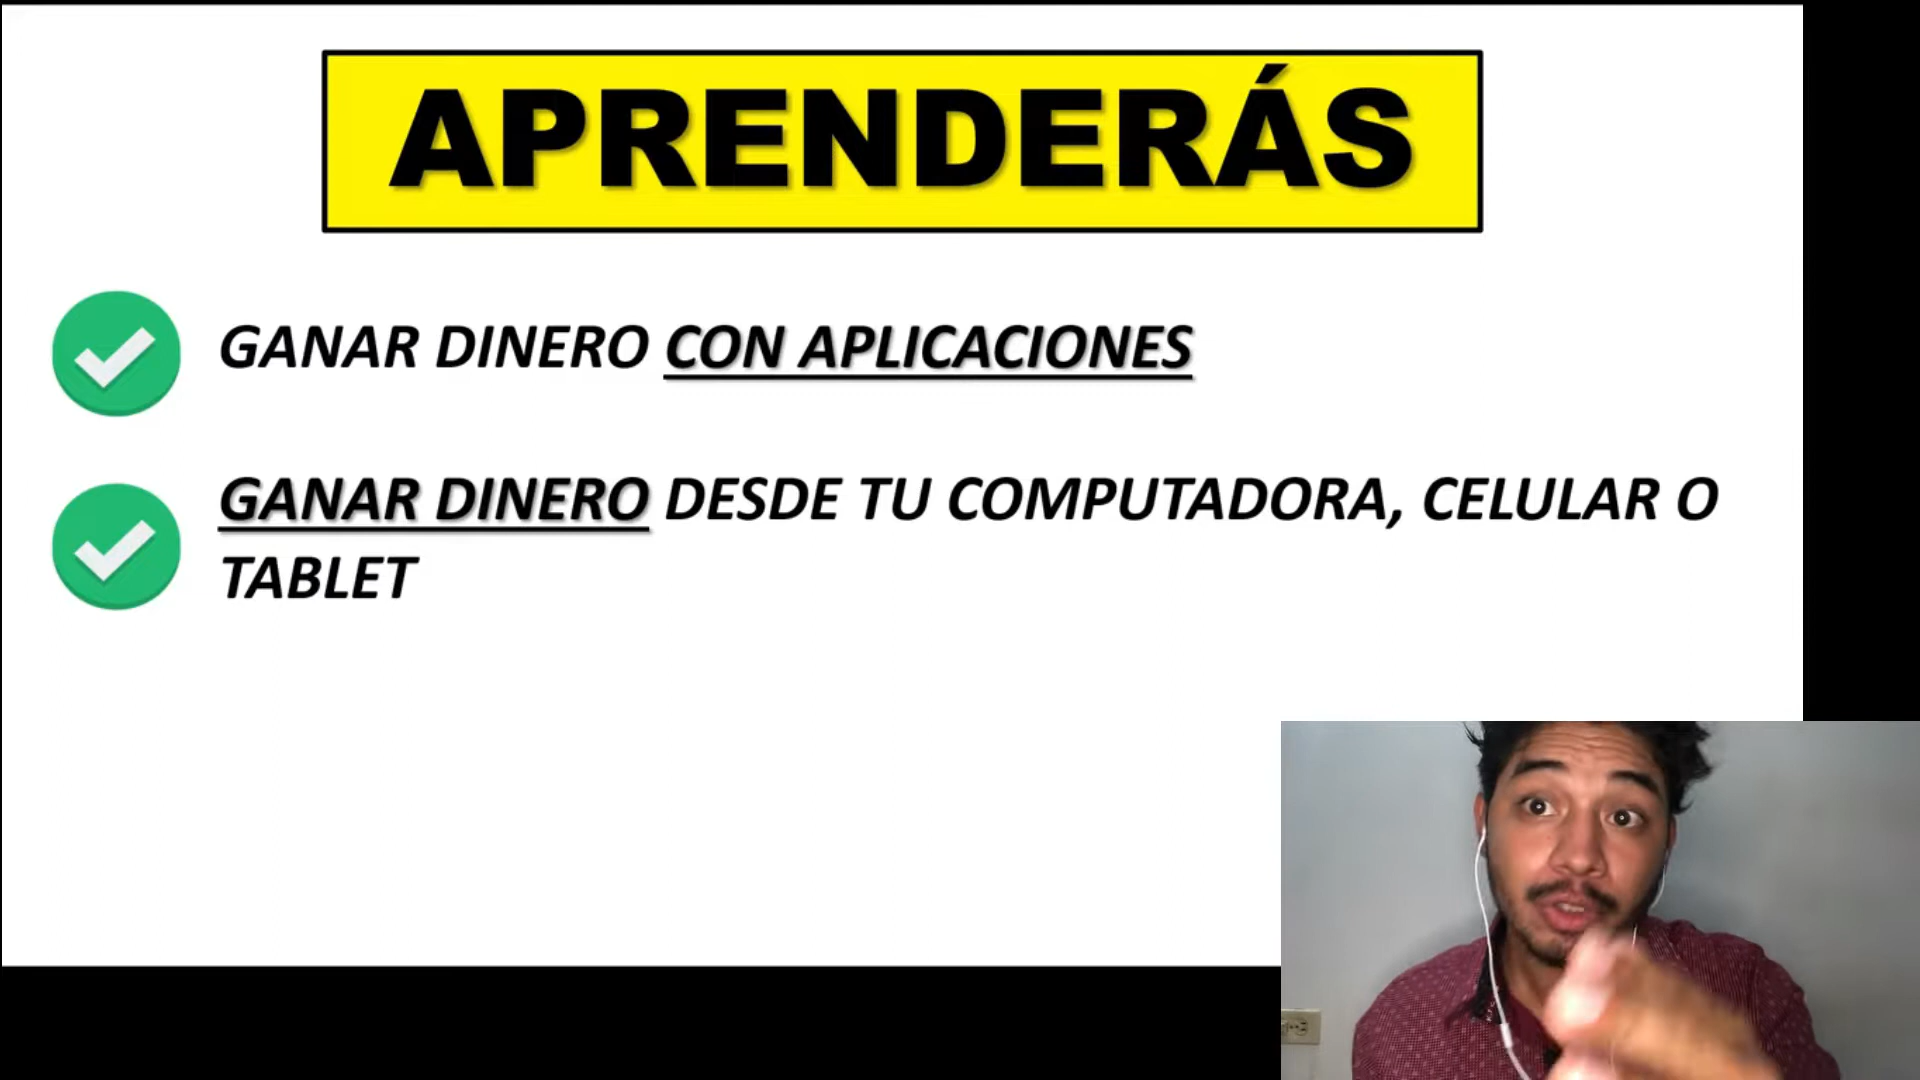 APRENDERÁS
GANAR DINERO CON APLICACIONES
GANAR DINERO DESDE TU COMPUTADORA, CELULAR O
TABLET